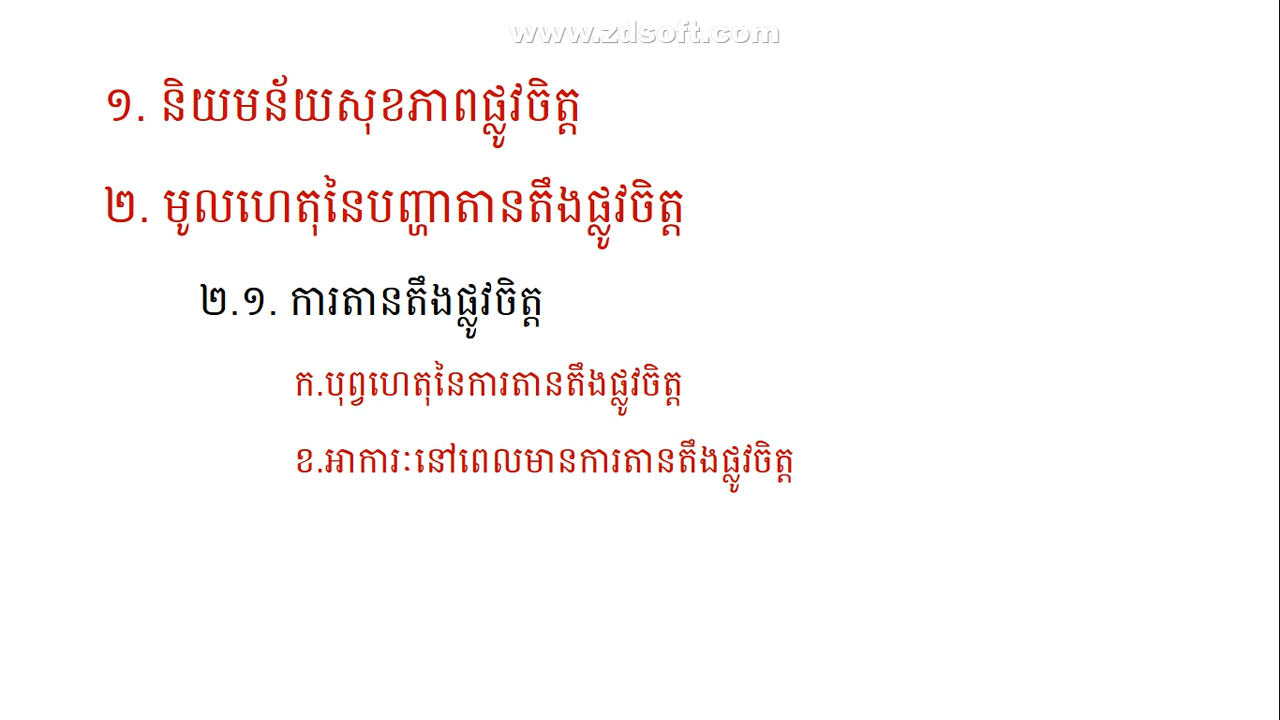 www.zdsoft.com
១. និយមន័យសុខភាពផ្លូវចិត្ត
២. មូលហេតុនៃបញ្ហាតានតឹងផ្លូវចិត្ត
២.១. ការតានតឹងផ្លូវចិត្ត
ក.បុព្វហេតុនៃការតានតឹងផ្លូវចិត្ត
ខ.អាការៈនៅពេលមានការតានតឹងផ្លូវចិត្ត